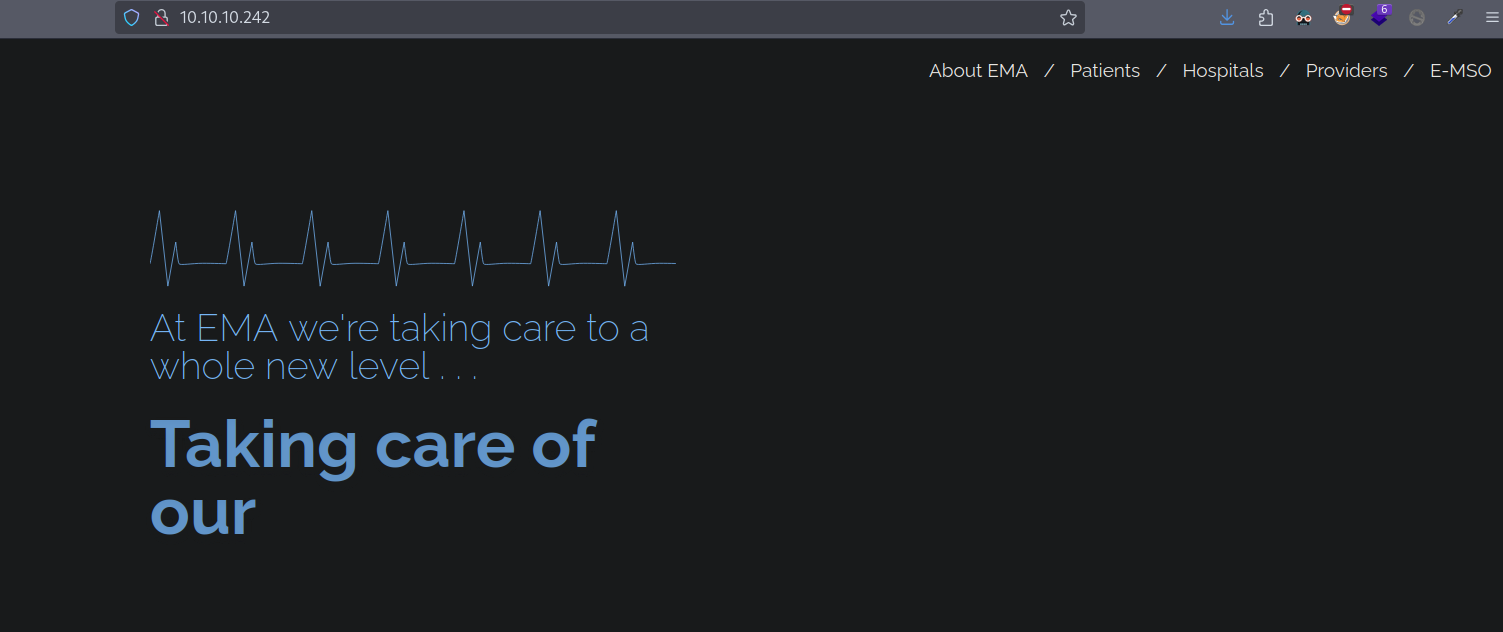 10.10.10.242
6
About EMA / Patients / Hospitals / Providers / E-MSO
At EMA we're taking care to a
whole new level . . .
Taking care of
our